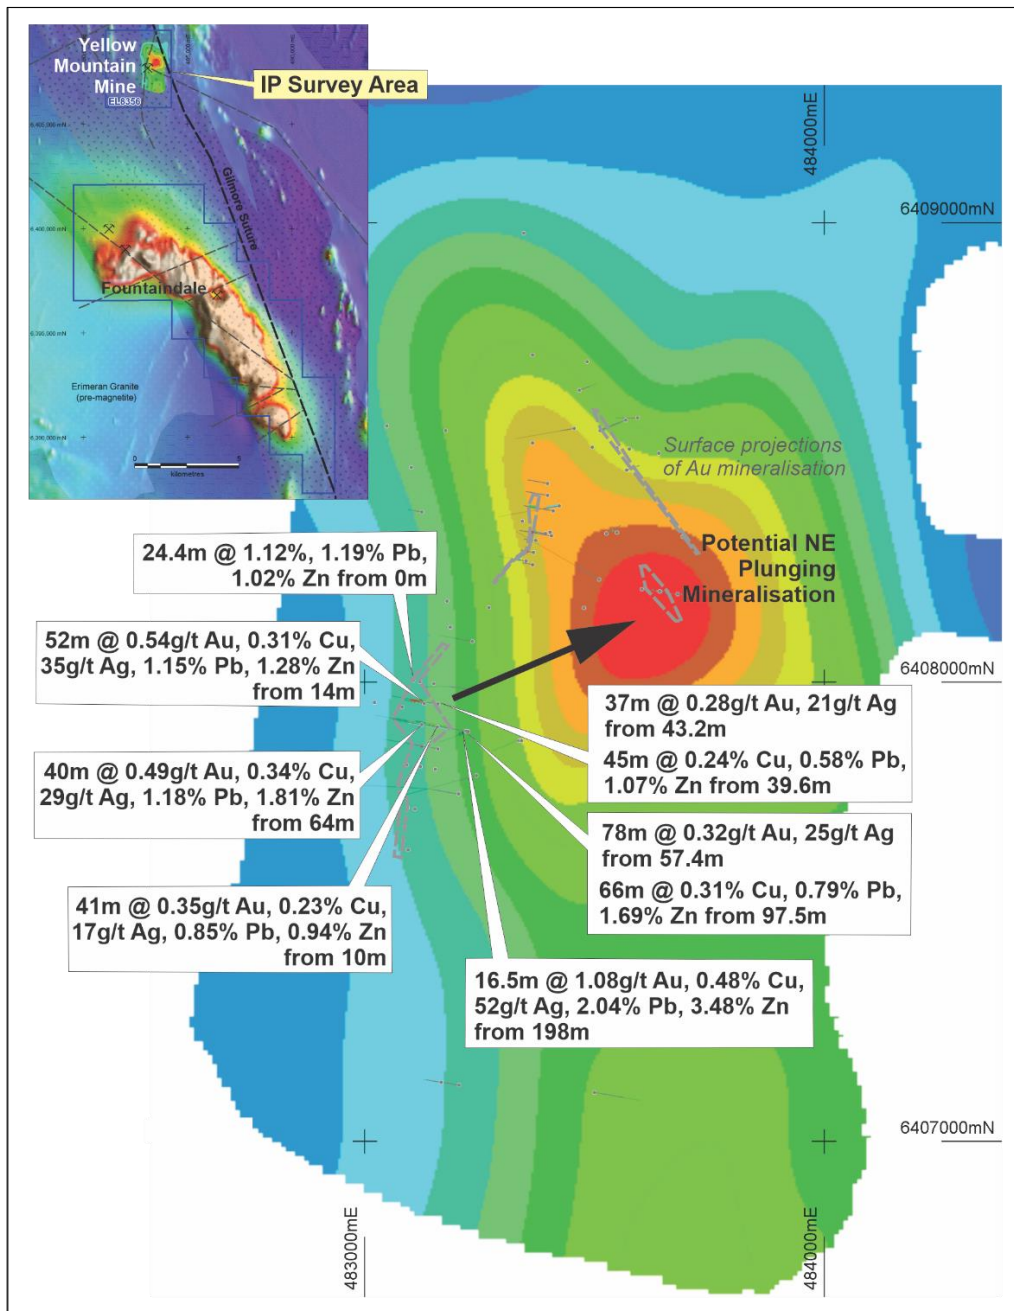 Yellow
Mountain
Mine
EL8356
IP Survey Area
Gilmore Suture
6,400,000 mN
Fountaindale
Erimeran Granite
(pre-magnetite)
0
5
kilometres
484000mE
6409000mN
Surface projections
of Au mineralisation
Potential NE
Plunging
Mineralisation
24.4m @ 1.12%, 1.19% Pb,
1.02% Zn from 0m
52m @ 0.54g/t Au, 0.31% Cu,
35g/t Ag, 1.15% Pb, 1.28% Zn
from 14m
6408000mN
37m @ 0.28g/t Au, 21g/t Ag
from 43.2m
45m @ 0.24% Cu, 0.58% Pb,
1.07% Zn from 39.6m
40m @ 0.49g/t Au, 0.34% Cu,
29g/t Ag, 1.18% Pb, 1.81% Zn
from 64m
78m @ 0.32g/t Au, 25g/t Ag
from 57.4m
66m @ 0.31% Cu, 0.79% Pb,
1.69% Zn from 97.5m
41m @ 0.35g/t Au, 0.23% Cu,
17g/t Ag, 0.85% Pb, 0.94% Zn
from 10m
16.5m @ 1.08g/t Au, 0.48% Cu,
52g/t Ag, 2.04% Pb, 3.48% Zn
from 198m
6407000mN
483000mE
484000mE